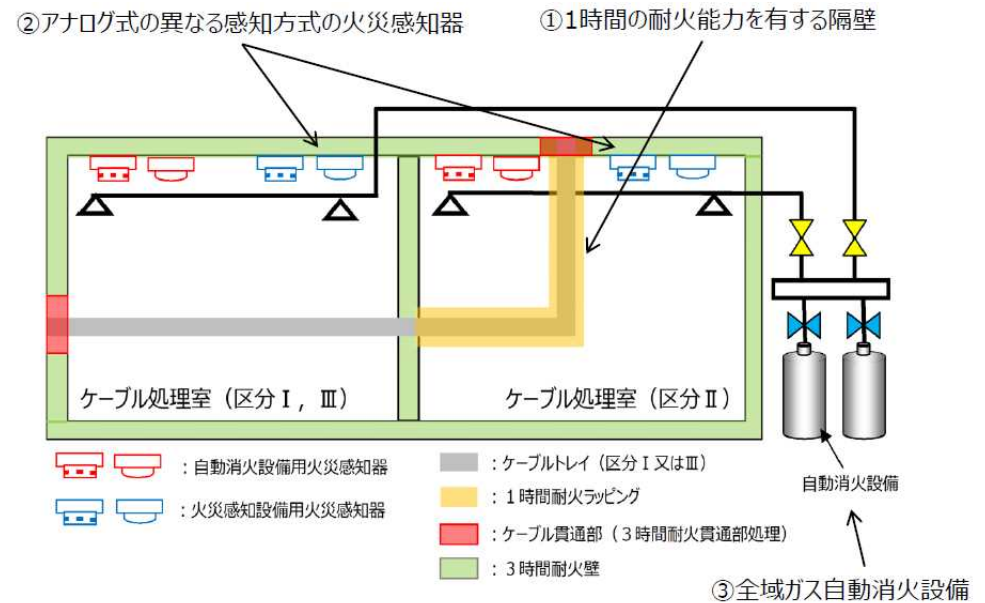 ②アナログ式の異なる感知方式の火災感知器
①1時間の耐火能力を有する隔壁
ケーブル処理室（区分Ⅰ，Ⅲ）
ケーブル処理室（区分Ⅱ）
：自動消火設備用火災感知器
：火災感知設備用火災感知器
：ケーブルトレイ（区分Ⅰ又はⅢ）
：１時間耐火ラッピング
：ケーブル貫通部（３時間耐火貫通部処理）
：３時間耐火壁
自動消火設備
③全域ガス自動消火設備